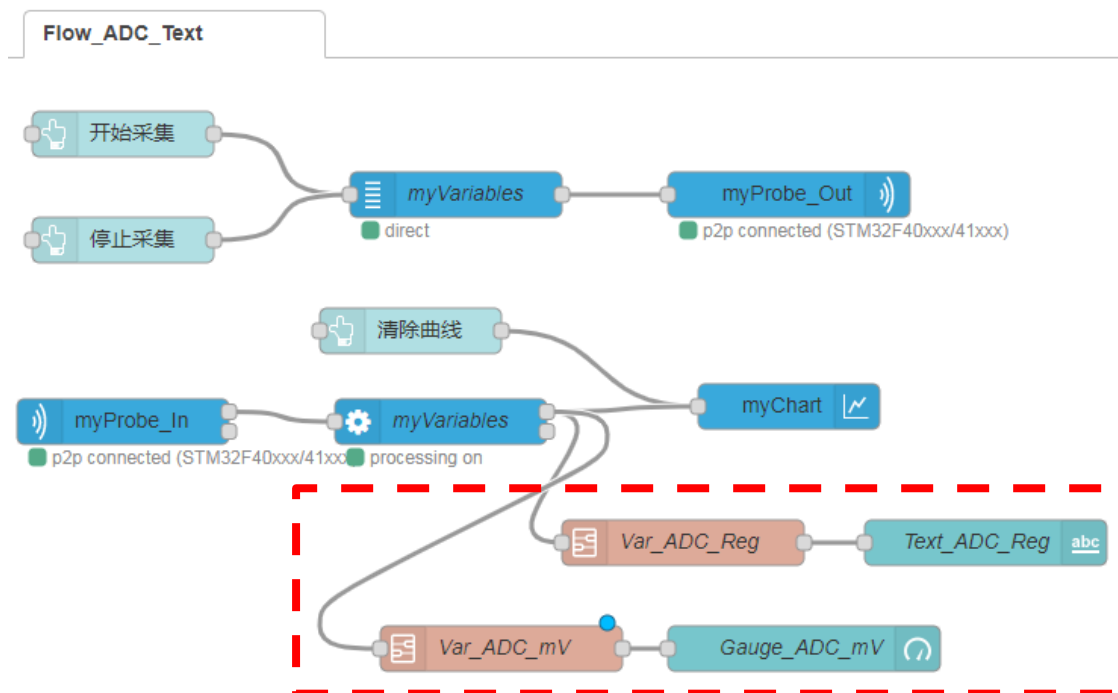 Flow_ADC_Text
开始采集
myVariables
myProbe_Out
direct
p2p connected (STM32F40xxx/41xxx)
停止采集
清除曲线
myChart
myProbe_In
myVariables
p2p connected (STM32F40xxx/41xxx
processing on
Var_ADC_Reg
Text_ADC_Reg
abc
Var_ADC_mV
Gauge_ADC_mV